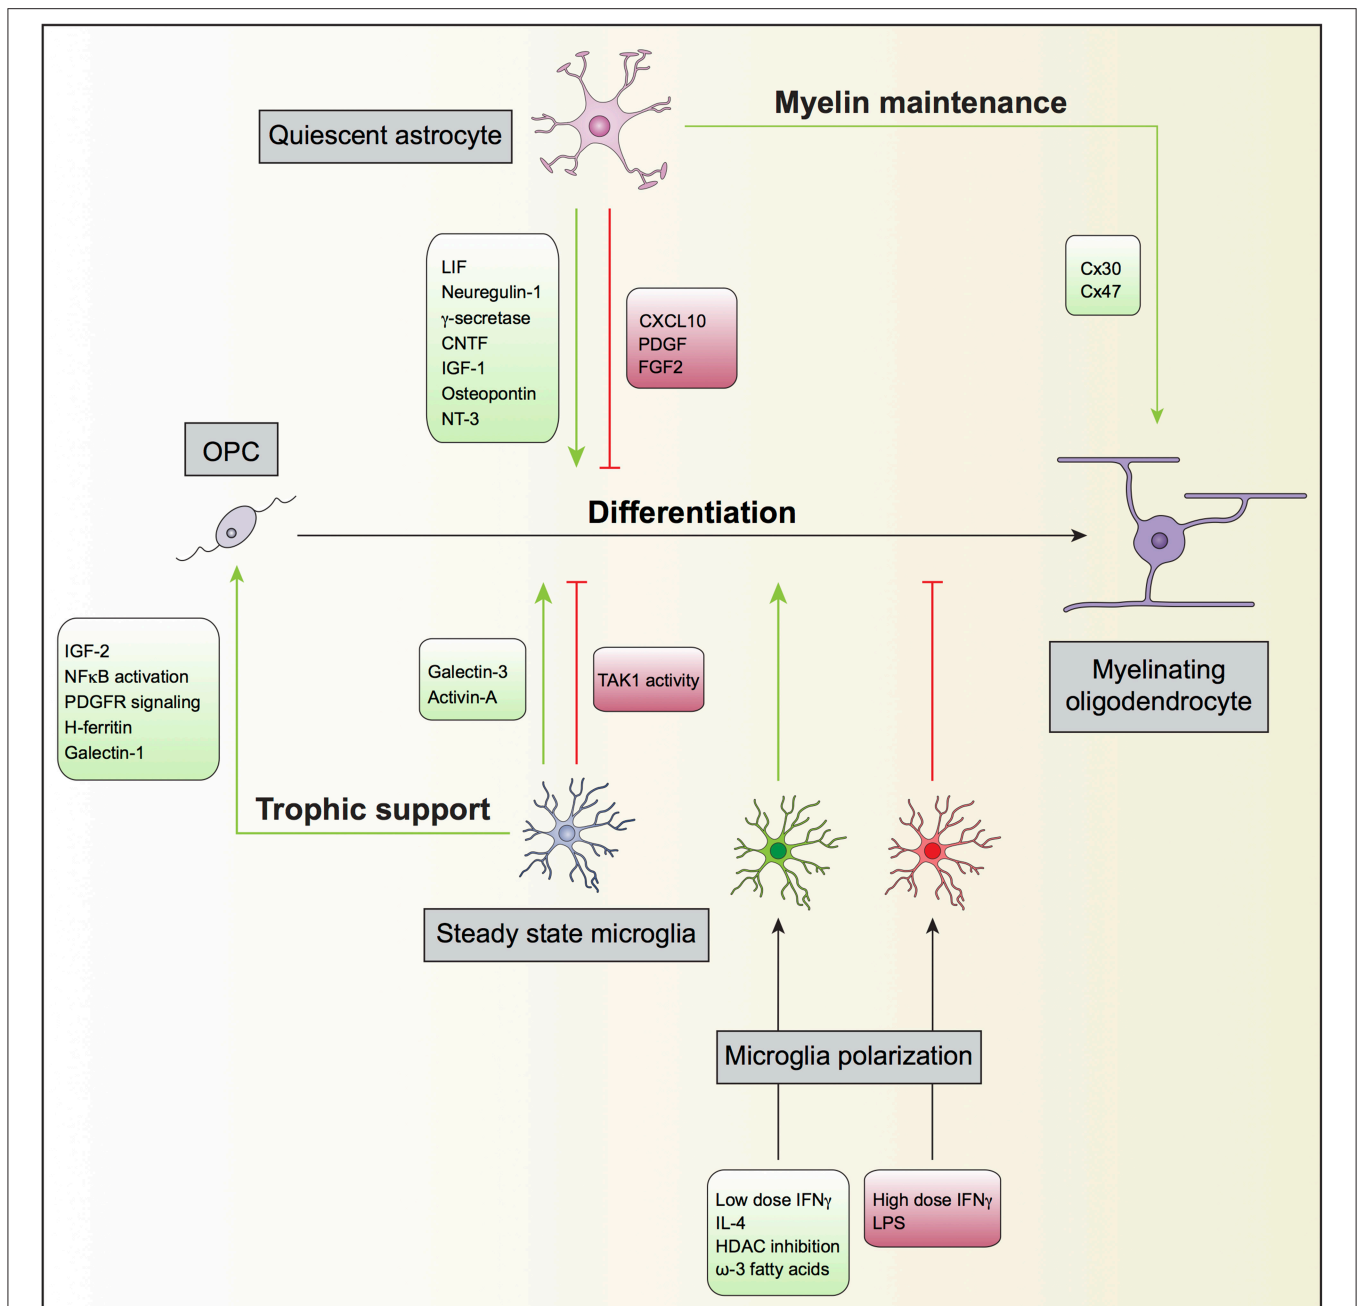 Myelin maintenance
Quiescent astrocyte
LIF
Neuregulin-1
γ-secretase
CNTF
IGF-1
Osteopontin
NT-3
CXCL10
PDGF
FGF2
Cx30
Cx47
OPC
Differentiation
IGF-2
NFκB activation
PDGFR signaling
H-ferritin
Galectin-1
Galectin-3
Activin-A
TAK1 activity
Myelinating
oligodendrocyte
Trophic support
Steady state microglia
Microglia polarization
Low dose IFNγ
IL-4
HDAC inhibition
ω-3 fatty acids
High dose IFNγ
LPS